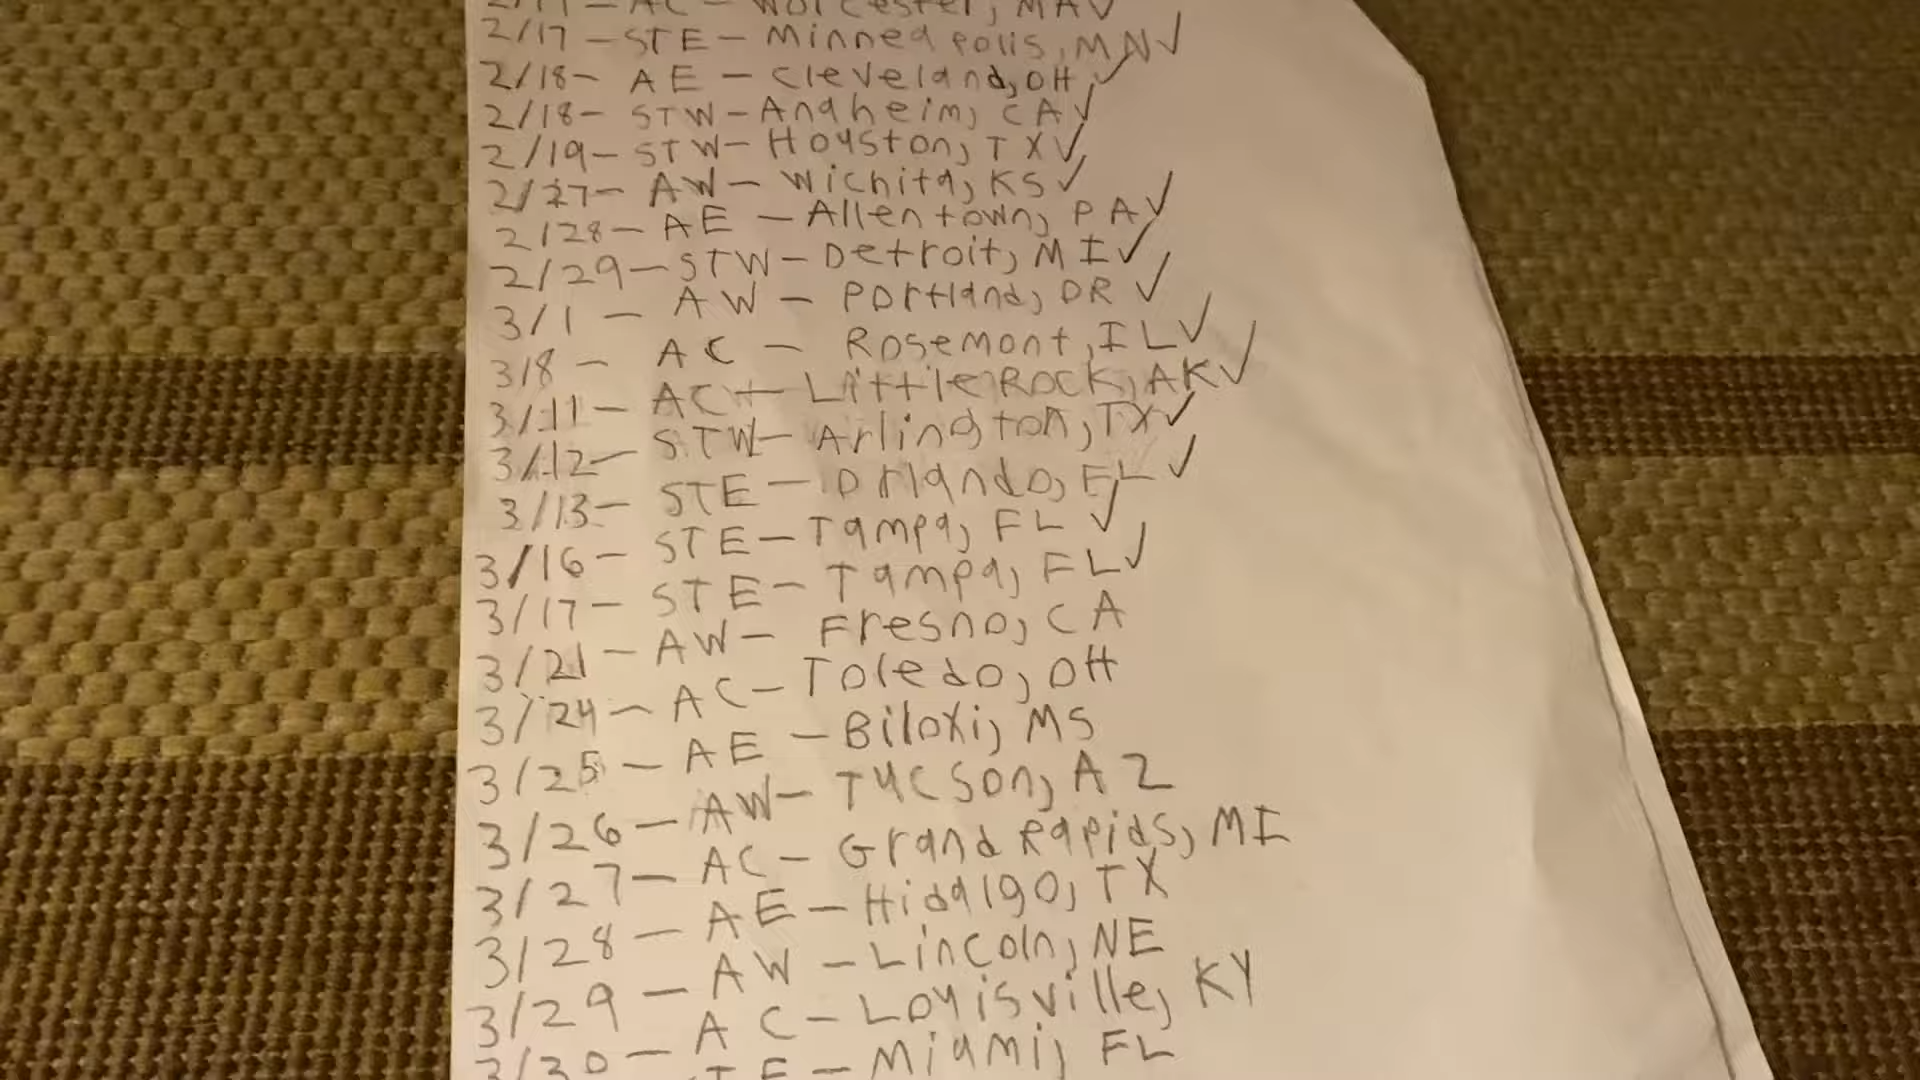 2/17 - AC - Worcester, MA ✓
2/17 - STE - Minneapolis, MN ✓
2/18 - AE - Cleveland, OH ✓
2/18 - STW - Anaheim, CA ✓
2/19 - STW - Houston, TX ✓
2/27 - AW - Wichita, KS ✓
2/28 - AE - Allentown, PA ✓
2/29 - STW - Detroit, MI ✓
3/1 - AW - Portland, OR ✓
3/8 - AC - Rosemont, IL ✓
3/11 - AC - Little Rock, AK ✓
3/12 - STW - Arlington, TX ✓
3/13 - STE - Orlando, FL ✓
3/16 - STE - Tampa, FL ✓
3/17 - STE - Tampa, FL ✓
3/21 - AW - Fresno, CA
3/24 - AC - Toledo, OH
3/25 - AE - Biloxi, MS
3/26 - AW - Tucson, AZ
3/27 - AC - Grand Rapids, MI
3/28 - AE - Hidalgo, TX
3/29 - AW - Lincoln, NE
3/30 - AC - Louisville, KY
STE - Miami, FL